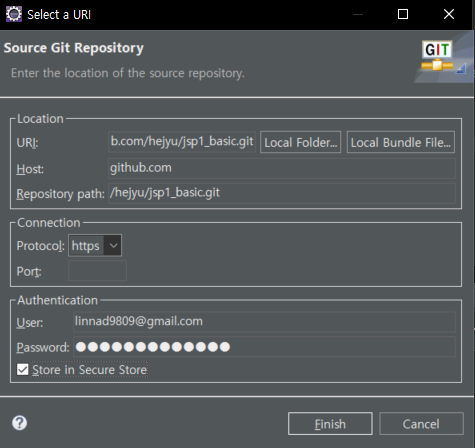 Select a URI
Source Git Repository
Enter the location of the source repository.
GIT
Location
URI: b.com/hejyu/jsp1_basic.git Local Folder... Local Bundle File...
Host: github.com
Repository path: /hejyu/jsp1_basic.git
Connection
Protocol: https
Port:
Authentication
User: linnad9809@gmail.com
Password: ●●●●●●●●●●●●●
Store in Secure Store
? Finish Cancel